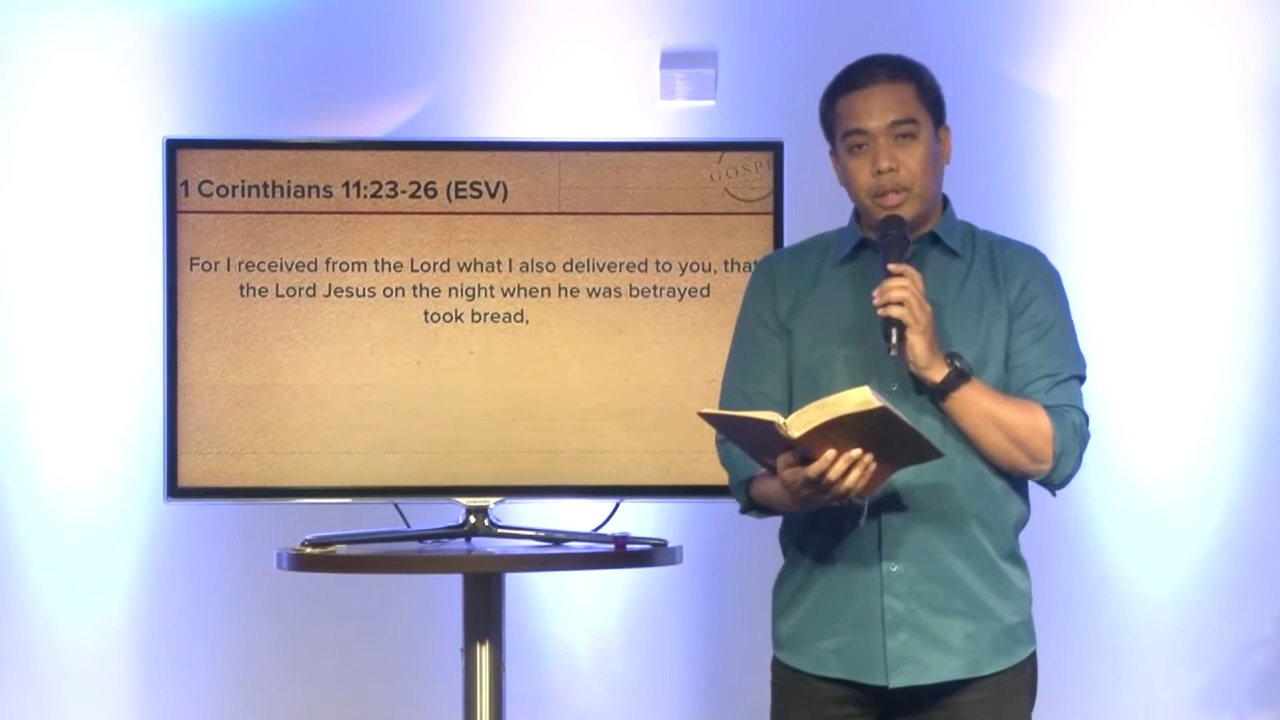 1 Corinthians 11:23-26 (ESV)
For I received from the Lord what I also delivered to you, that
the Lord Jesus on the night when he was betrayed
took bread,